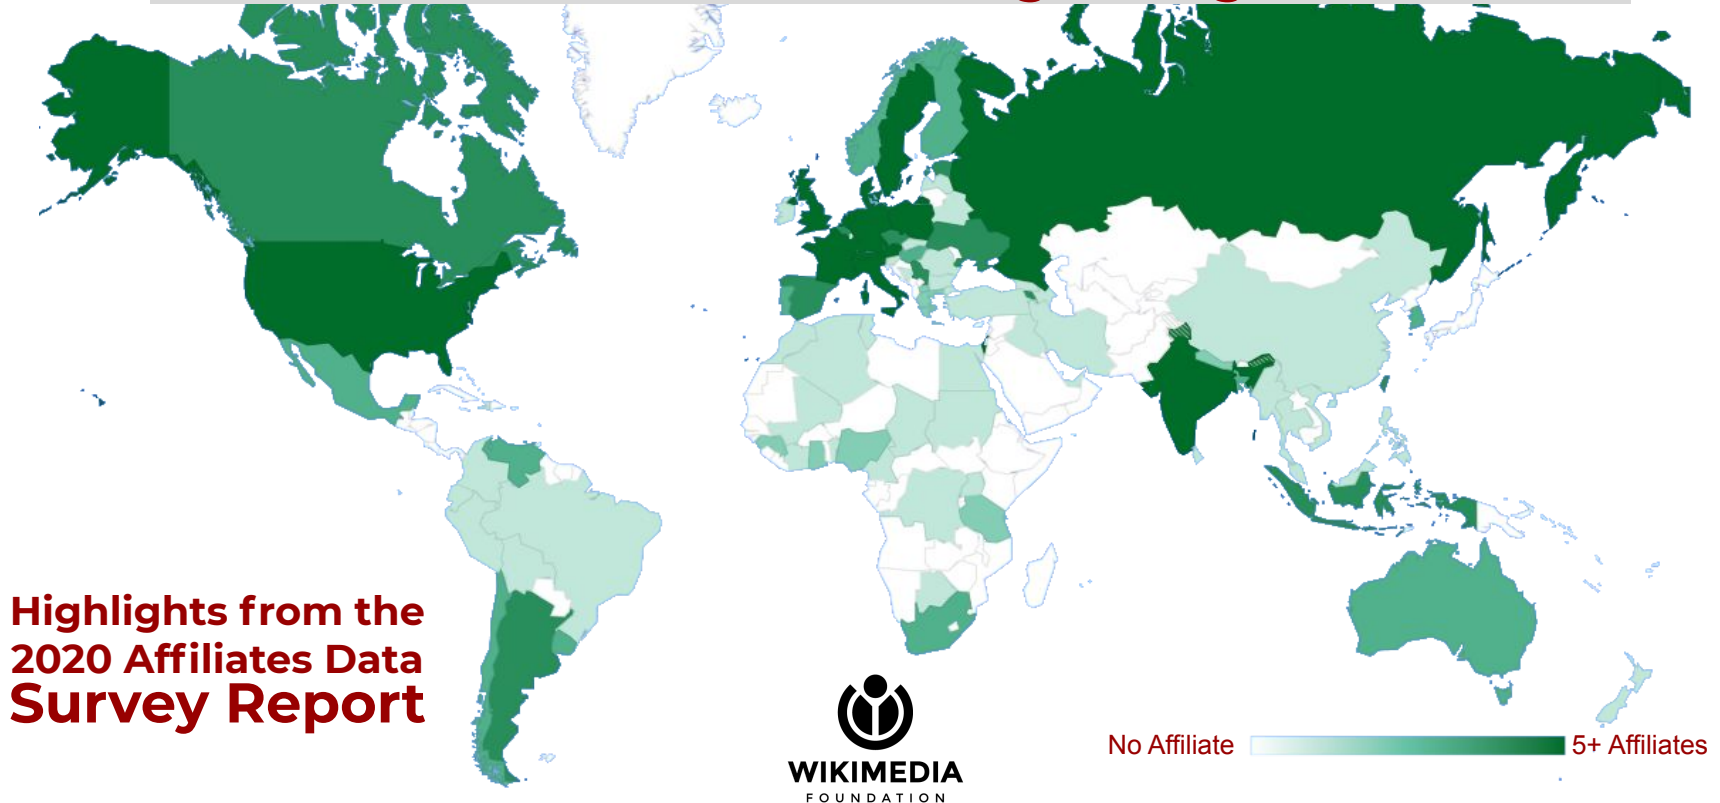 Highlights from the
2020 Affiliates Data
Survey Report
WIKIMEDIA
FOUNDATION
No Affiliate
5+ Affiliates